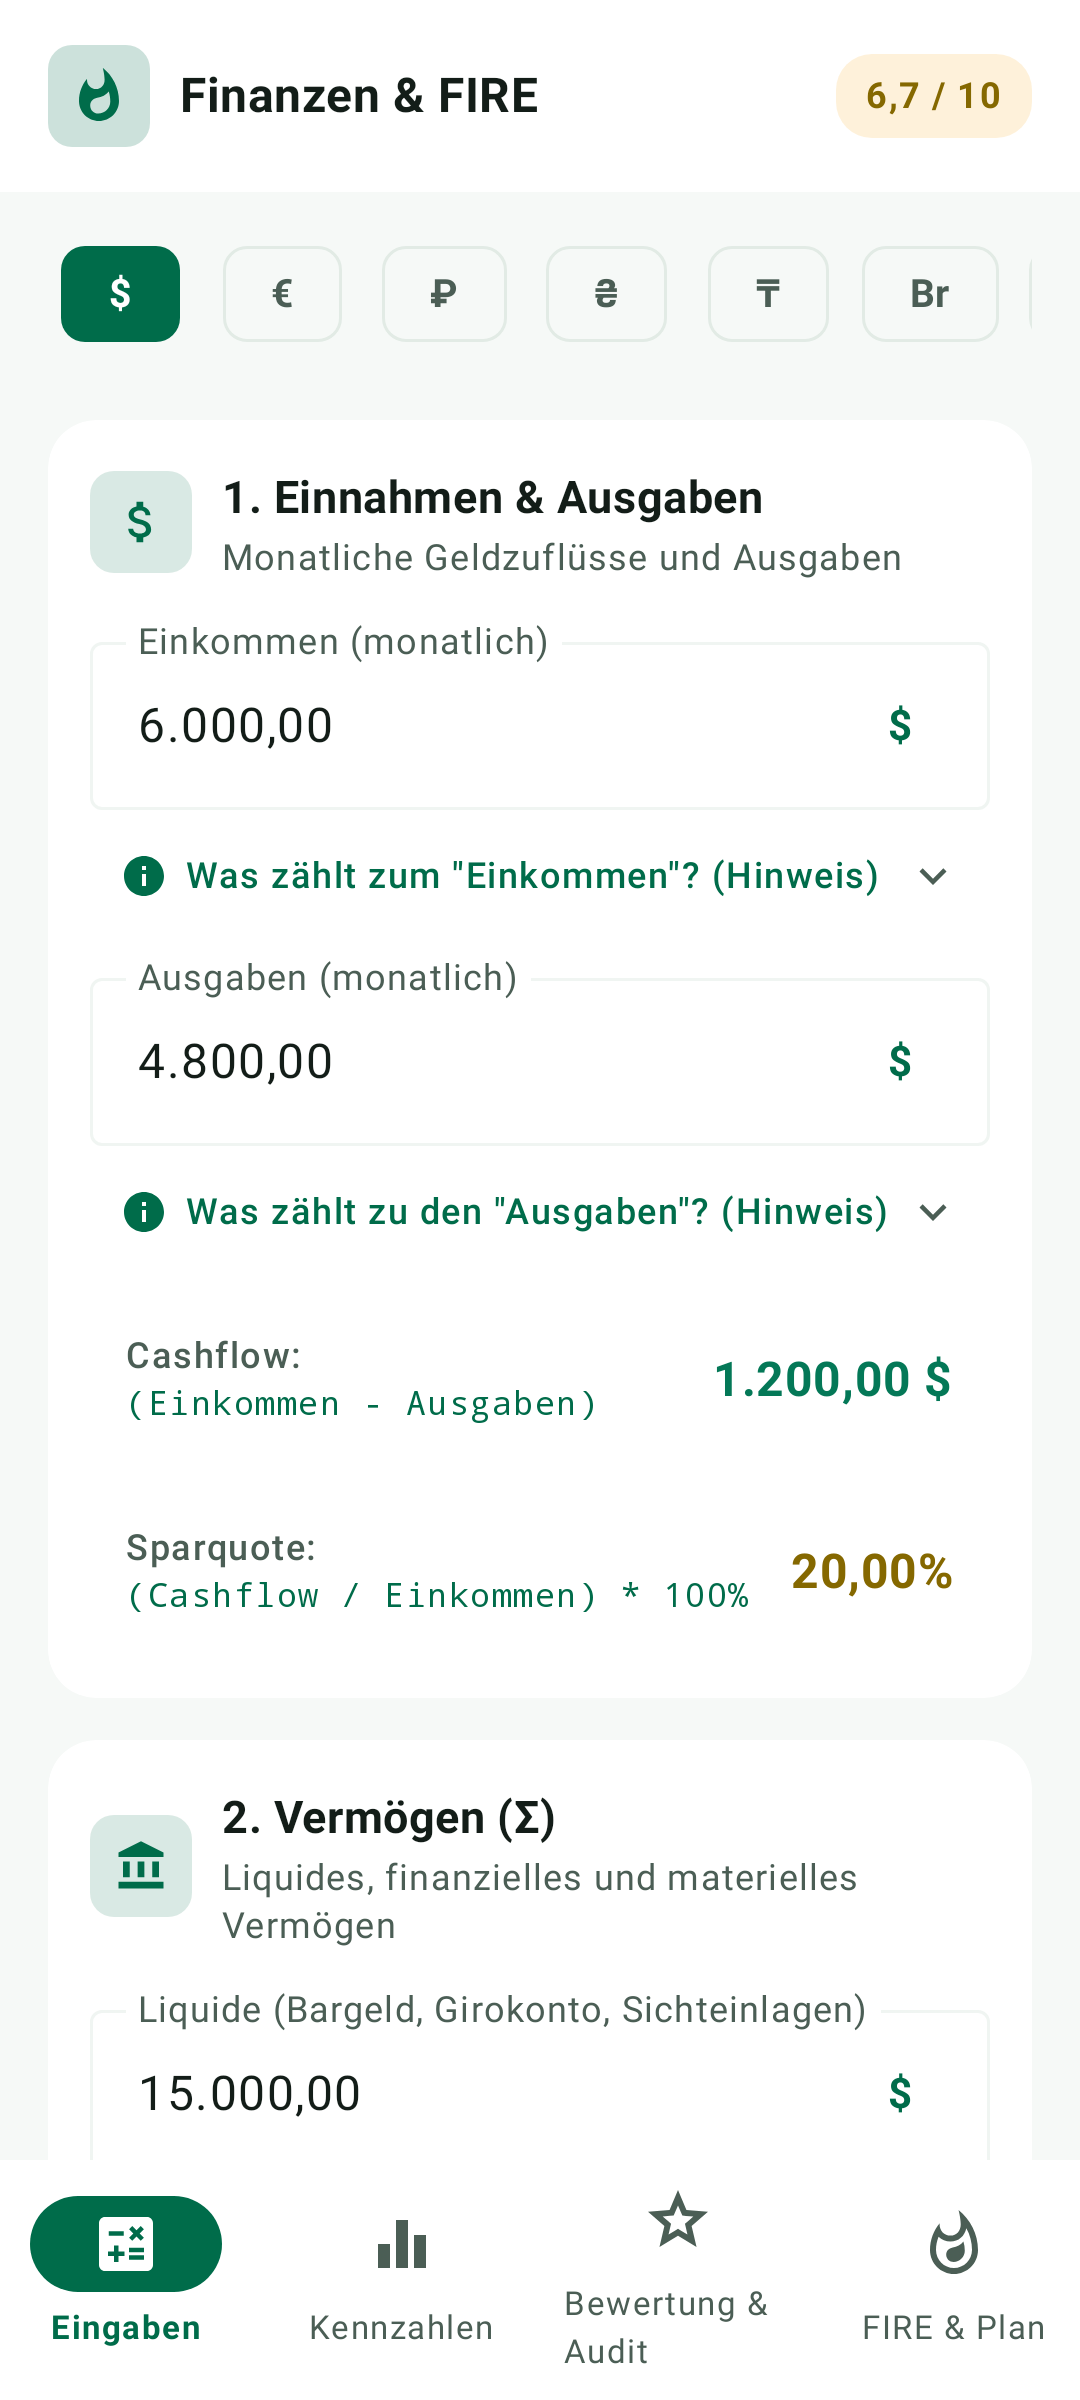 Finanzen & FIRE
6,7 / 10
$ € ₽ ₴ ₸ Br
$
1. Einnahmen & Ausgaben
Monatliche Geldzuflüsse und Ausgaben
Einkommen (monatlich)
6.000,00 $
Was zählt zum "Einkommen"? (Hinweis)
Ausgaben (monatlich)
4.800,00 $
Was zählt zu den "Ausgaben"? (Hinweis)
Cashflow:
(Einkommen - Ausgaben)
1.200,00 $
Sparquote:
(Cashflow / Einkommen) * 100%
20,00%
2. Vermögen (Σ)
Liquides, finanzielles und materielles
Vermögen
Liquide (Bargeld, Girokonto, Sichteinlagen)
15.000,00 $
Eingaben
Kennzahlen
Bewertung &
Audit
FIRE & Plan